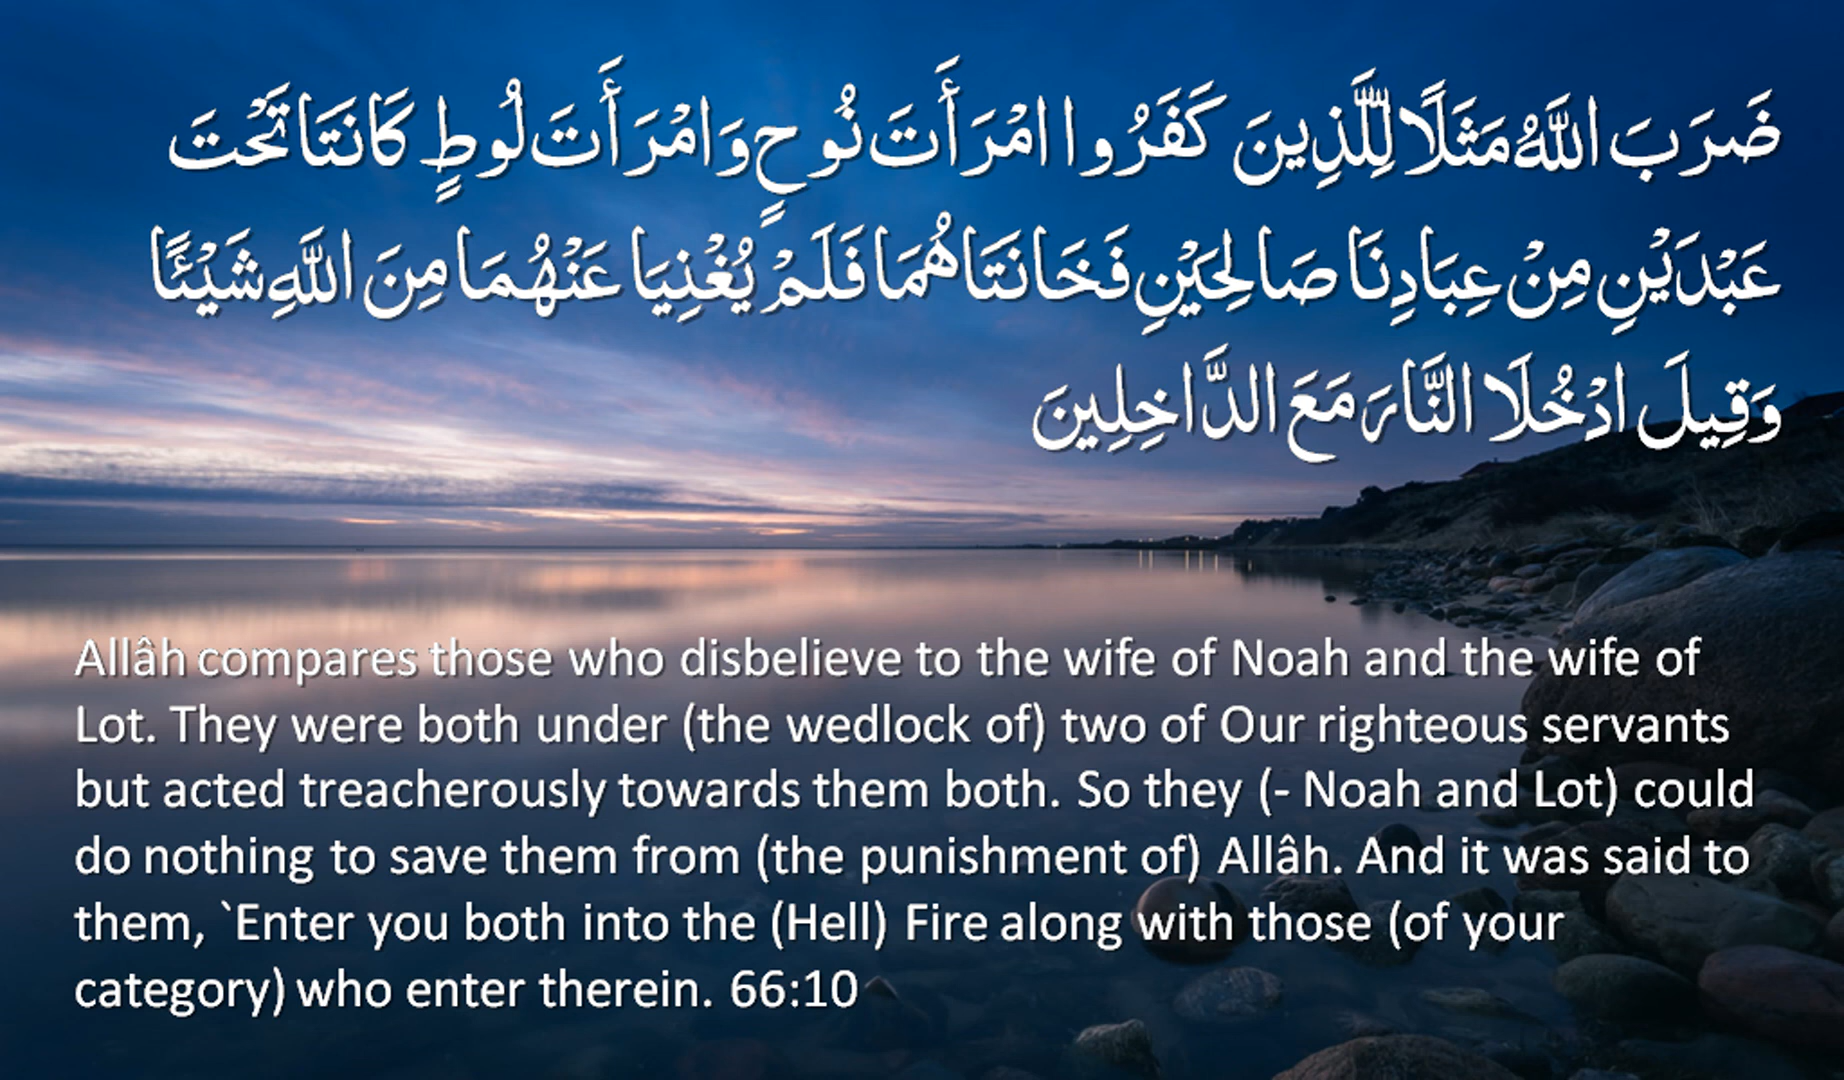 ضَرَبَ اللَّهُ مَثَلًا لِلَّذِينَ كَفَرُوا امْرَأَتَ نُوحٍ وَامْرَأَتَ لُوطٍ كَانَتَا تَحْتَ
عَبْدَيْنِ مِنْ عِبَادِنَا صَالِحَيْنِ فَخَانَتَاهُمَا فَلَمْ يُغْنِيَا عَنْهُمَا مِنَ اللَّهِ شَيْئًا
وَقِيلَ ادْخُلَا النَّارَ مَعَ الدَّاخِلِينَ
Allâh compares those who disbelieve to the wife of Noah and the wife of
Lot. They were both under (the wedlock of) two of Our righteous servants
but acted treacherously towards them both. So they (- Noah and Lot) could
do nothing to save them from (the punishment of) Allâh. And it was said to
them, `Enter you both into the (Hell) Fire along with those (of your
category) who enter therein. 66:10